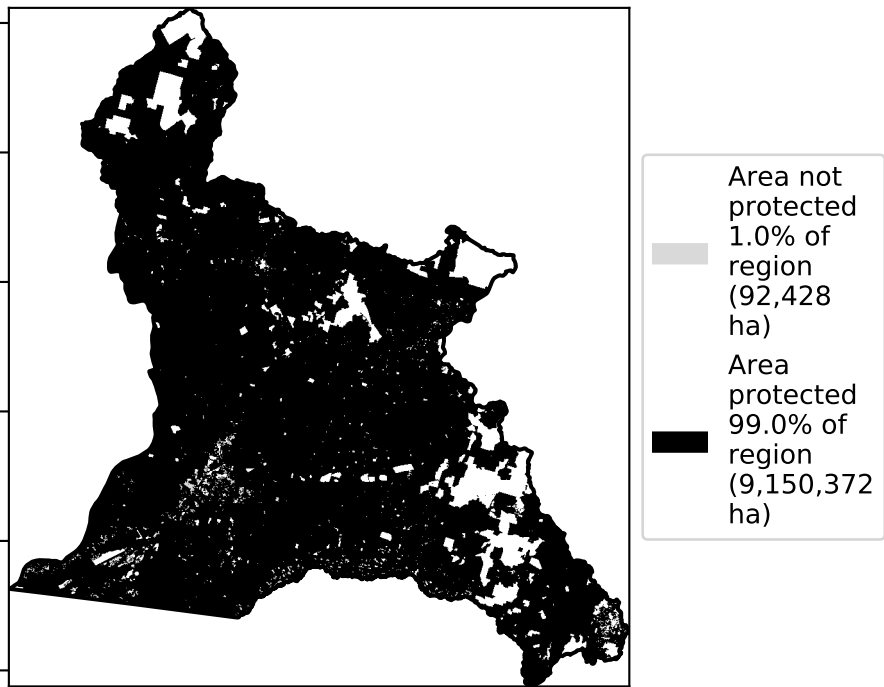 Area not
protected
1.0% of
region
(92,428
ha)
Area
protected
99.0% of
region
(9,150,372
ha)